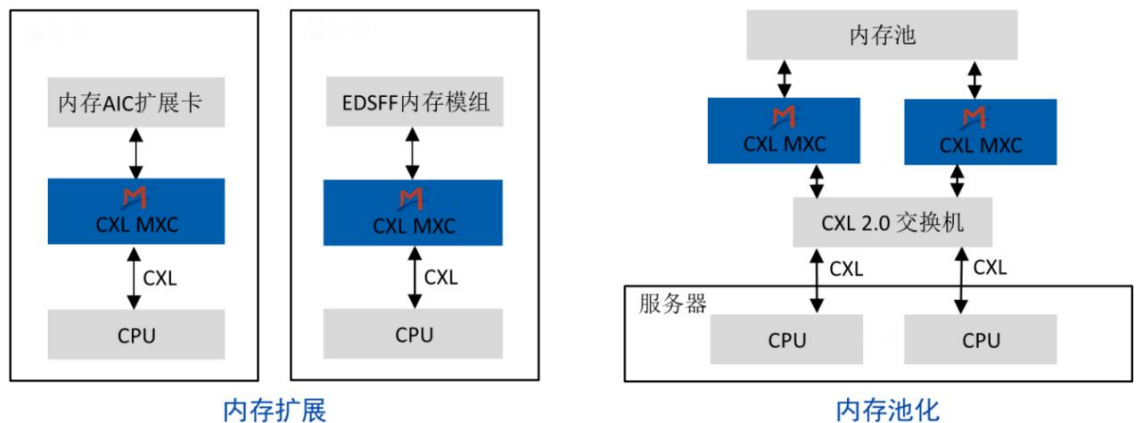 内存AIC扩展卡
CXL MXC
CXL
CPU
EDSFF内存模组
CXL MXC
CXL
CPU
内存扩展
内存池
CXL MXC
CXL MXC
CXL 2.0 交换机
CXL
CXL
服务器
CPU
CPU
内存池化